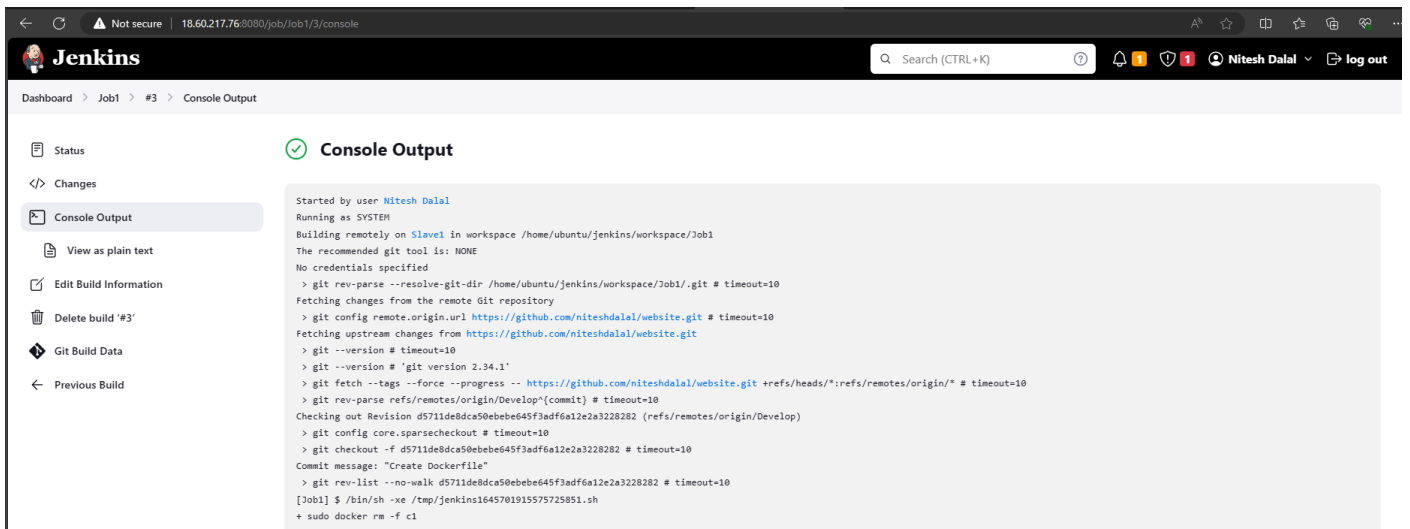 Not secure | 18.60.217.76:8080/job/Job1/3/console
Jenkins
Search (CTRL+K)
1
1
Nitesh Dalal
log out
Dashboard > Job1 > #3 > Console Output
Status
Changes
Console Output
View as plain text
Edit Build Information
Delete build '#3'
Git Build Data
Previous Build
Console Output
Started by user Nitesh Dalal
Running as SYSTEM
Building remotely on Slave1 in workspace /home/ubuntu/jenkins/workspace/Job1
The recommended git tool is: NONE
No credentials specified
> git rev-parse --resolve-git-dir /home/ubuntu/jenkins/workspace/Job1/.git # timeout=10
Fetching changes from the remote Git repository
> git config remote.origin.url https://github.com/niteshdalal/website.git # timeout=10
Fetching upstream changes from https://github.com/niteshdalal/website.git
> git --version # timeout=10
> git --version # 'git version 2.34.1'
> git fetch --tags --force --progress -- https://github.com/niteshdalal/website.git +refs/heads/*:refs/remotes/origin/* # timeout=10
> git rev-parse refs/remotes/origin/Develop^{commit} # timeout=10
Checking out Revision d5711de8dca50ebebe645f3adf6a12e2a3228282 (refs/remotes/origin/Develop)
> git config core.sparsecheckout # timeout=10
> git checkout -f d5711de8dca50ebebe645f3adf6a12e2a3228282 # timeout=10
Commit message: "Create Dockerfile"
> git rev-list --no-walk d5711de8dca50ebebe645f3adf6a12e2a3228282 # timeout=10
[Job1] $ /bin/sh -xe /tmp/jenkins1645701915575725851.sh
+ sudo docker rm -f c1